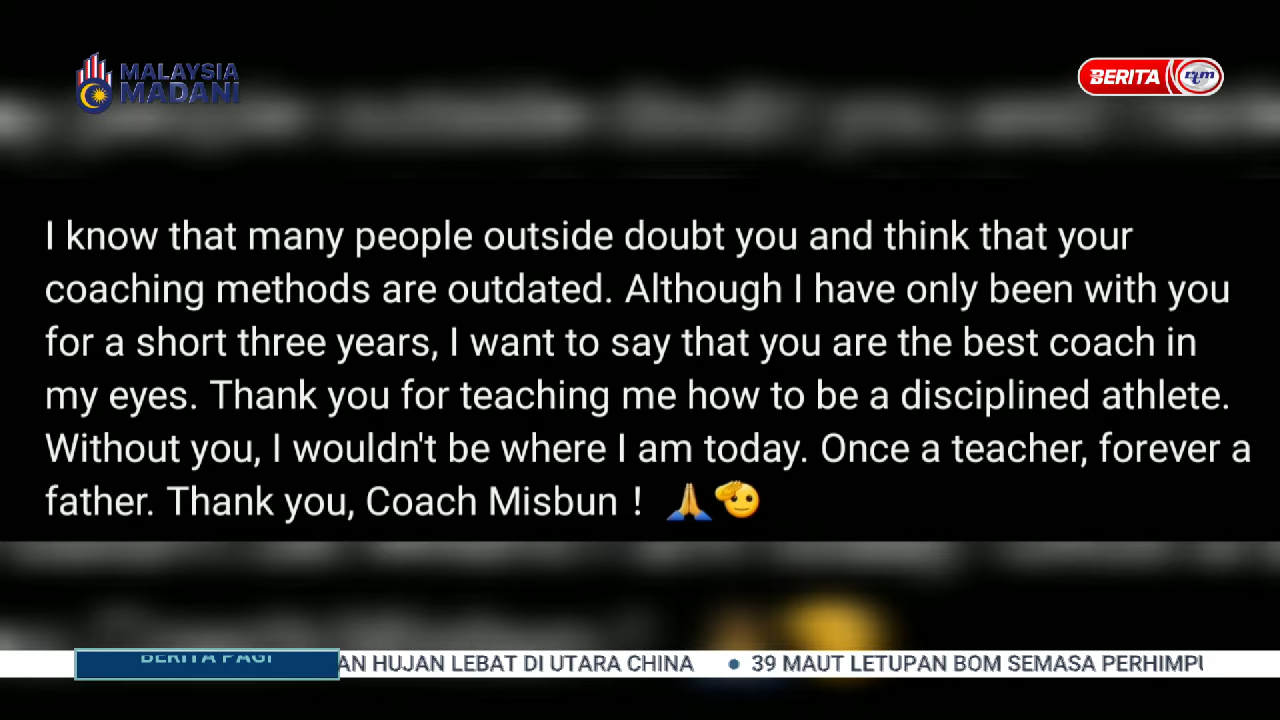 MALAYSIA
MADANI
BERITA rtm
I know that many people outside doubt you and think that your
coaching methods are outdated. Although I have only been with you
for a short three years, I want to say that you are the best coach in
my eyes. Thank you for teaching me how to be a disciplined athlete.
Without you, I wouldn't be where I am today. Once a teacher, forever a
father. Thank you, Coach Misbun ! 🙏🫡
BERITA PAGI
AN HUJAN LEBAT DI UTARA CHINA • 39 MAUT LETUPAN BOM SEMASA PERHIMPU